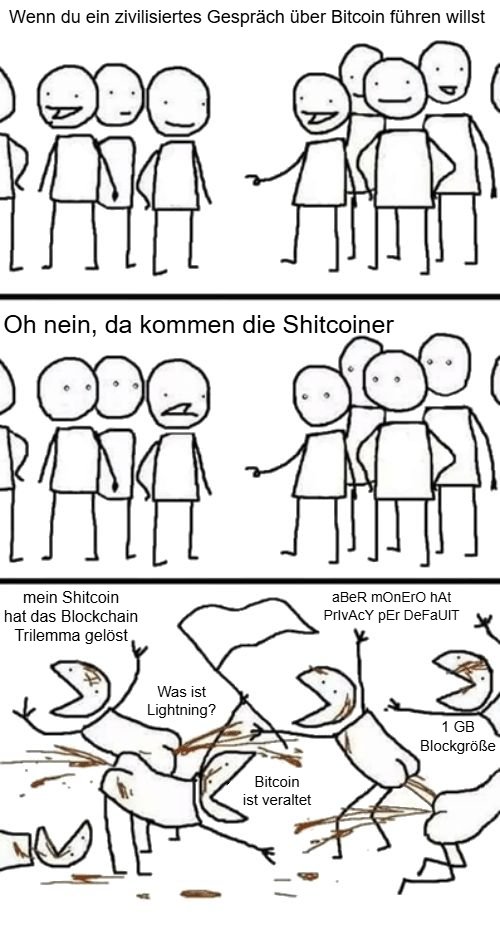 Wenn du ein zivilisiertes Gespräch über Bitcoin führen willst
Oh nein, da kommen die Shitcoiner
mein Shitcoin
hat das Blockchain
Trilemma gelöst
aBeR mOnErO hAt
PrIvAcY pEr DeFaUlT
Was ist
Lightning?
1 GB
Blockgröße
Bitcoin
ist veraltet